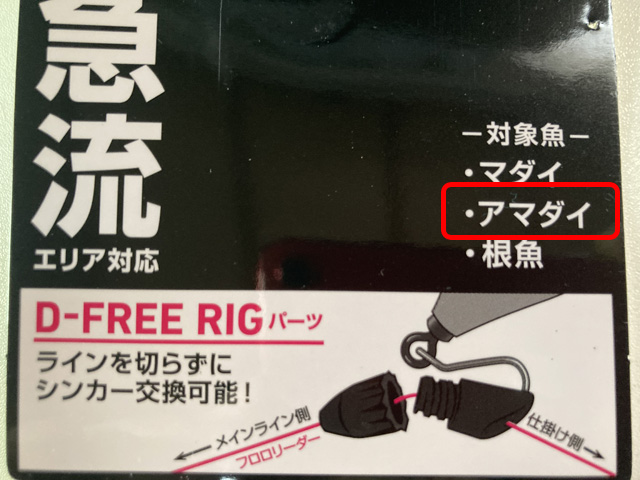 急流
エリア対応
－対象魚－
・マダイ
・アマダイ
・根魚
D-FREE RIGパーツ
ラインを切らずに
シンカー交換可能！
メインライン側
フロロリーダー
仕掛け側